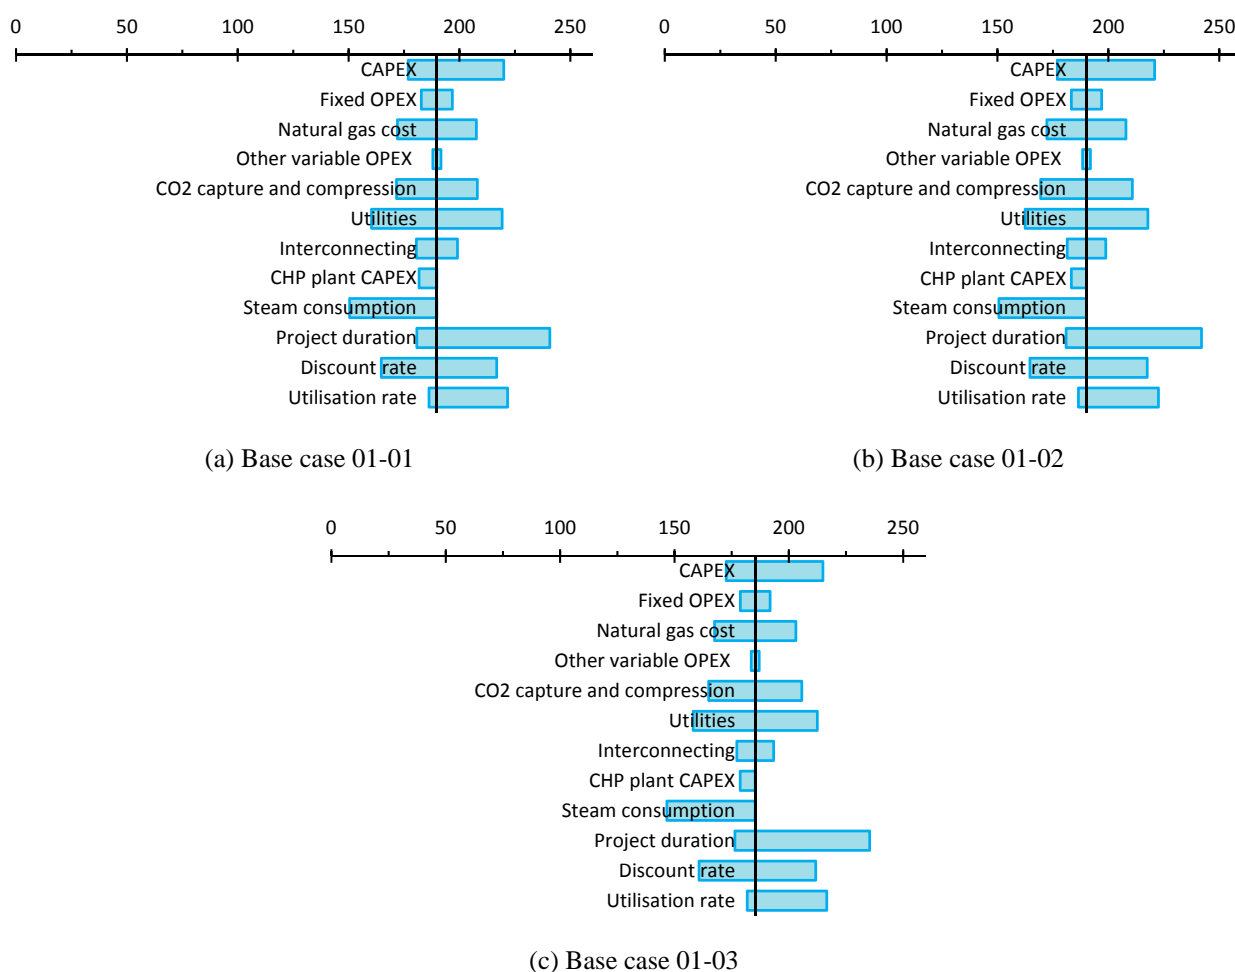 0 50 100 150 200 250
CAPEX
Fixed OPEX
Natural gas cost
Other variable OPEX
CO2 capture and compression
Utilities
Interconnecting
CHP plant CAPEX
Steam consumption
Project duration
Discount rate
Utilisation rate
(a) Base case 01-01
0 50 100 150 200 250
CAPEX
Fixed OPEX
Natural gas cost
Other variable OPEX
CO2 capture and compression
Utilities
Interconnecting
CHP plant CAPEX
Steam consumption
Project duration
Discount rate
Utilisation rate
(b) Base case 01-02
0 50 100 150 200 250
CAPEX
Fixed OPEX
Natural gas cost
Other variable OPEX
CO2 capture and compression
Utilities
Interconnecting
CHP plant CAPEX
Steam consumption
Project duration
Discount rate
Utilisation rate
(c) Base case 01-03